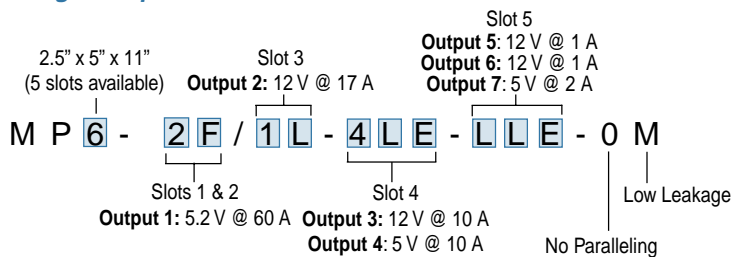 Slot 5
Output 5: 12 V @ 1 A
Output 6: 12 V @ 1 A
Output 7: 5 V @ 2 A
2.5” x 5” x 11”
(5 slots available)
Slot 3
Output 2: 12 V @ 17 A
M P 6 - 2 F / 1 L - 4 L E - L L E - 0 M
Slots 1 & 2
Output 1: 5.2 V @ 60 A
Slot 4
Output 3: 12 V @ 10 A
Output 4: 5 V @ 10 A
Low Leakage
No Paralleling